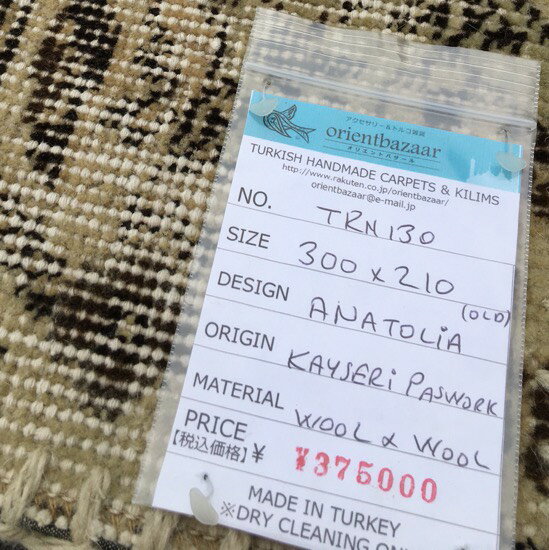 アクセサリー&トルコ雑貨
orientbazaar
オリエントバザール
TURKISH HANDMADE CARPETS & KILIMS
http://www.rakuten.co.jp/orientbazaar/
orientbazaar@e-mail.jp
NO. TRN130
SIZE 300 x 210
DESIGN ANATOLiA (OLD)
ORIGIN KAYSERi PASWORK
MATERIAL WOOL x WOOL
PRICE
【税込価格】 ¥ ¥375000
MADE IN TURKEY
※DRY CLEANING ON